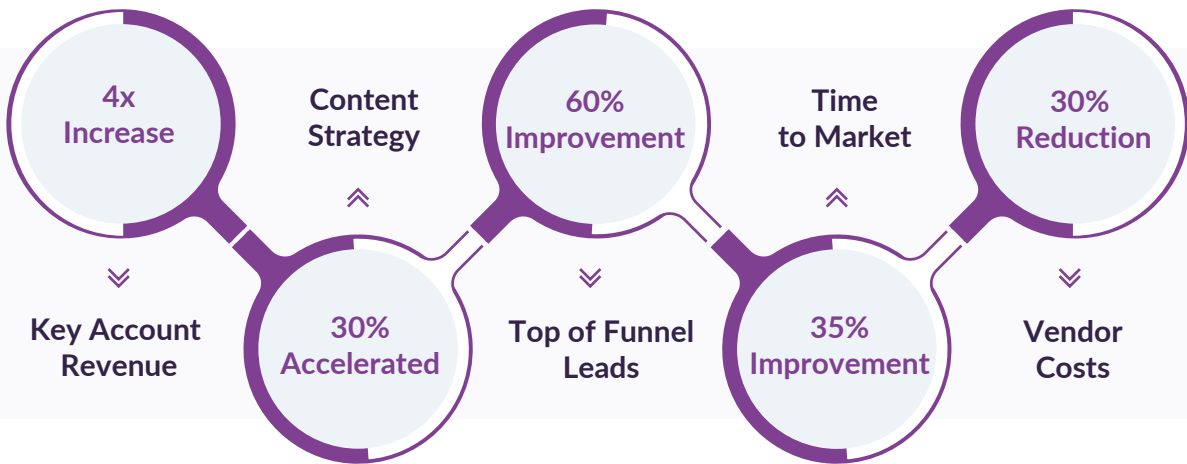 4x
Increase
Key Account
Revenue
Content
Strategy
30%
Accelerated
60%
Improvement
Top of Funnel
Leads
Time
to Market
35%
Improvement
30%
Reduction
Vendor
Costs